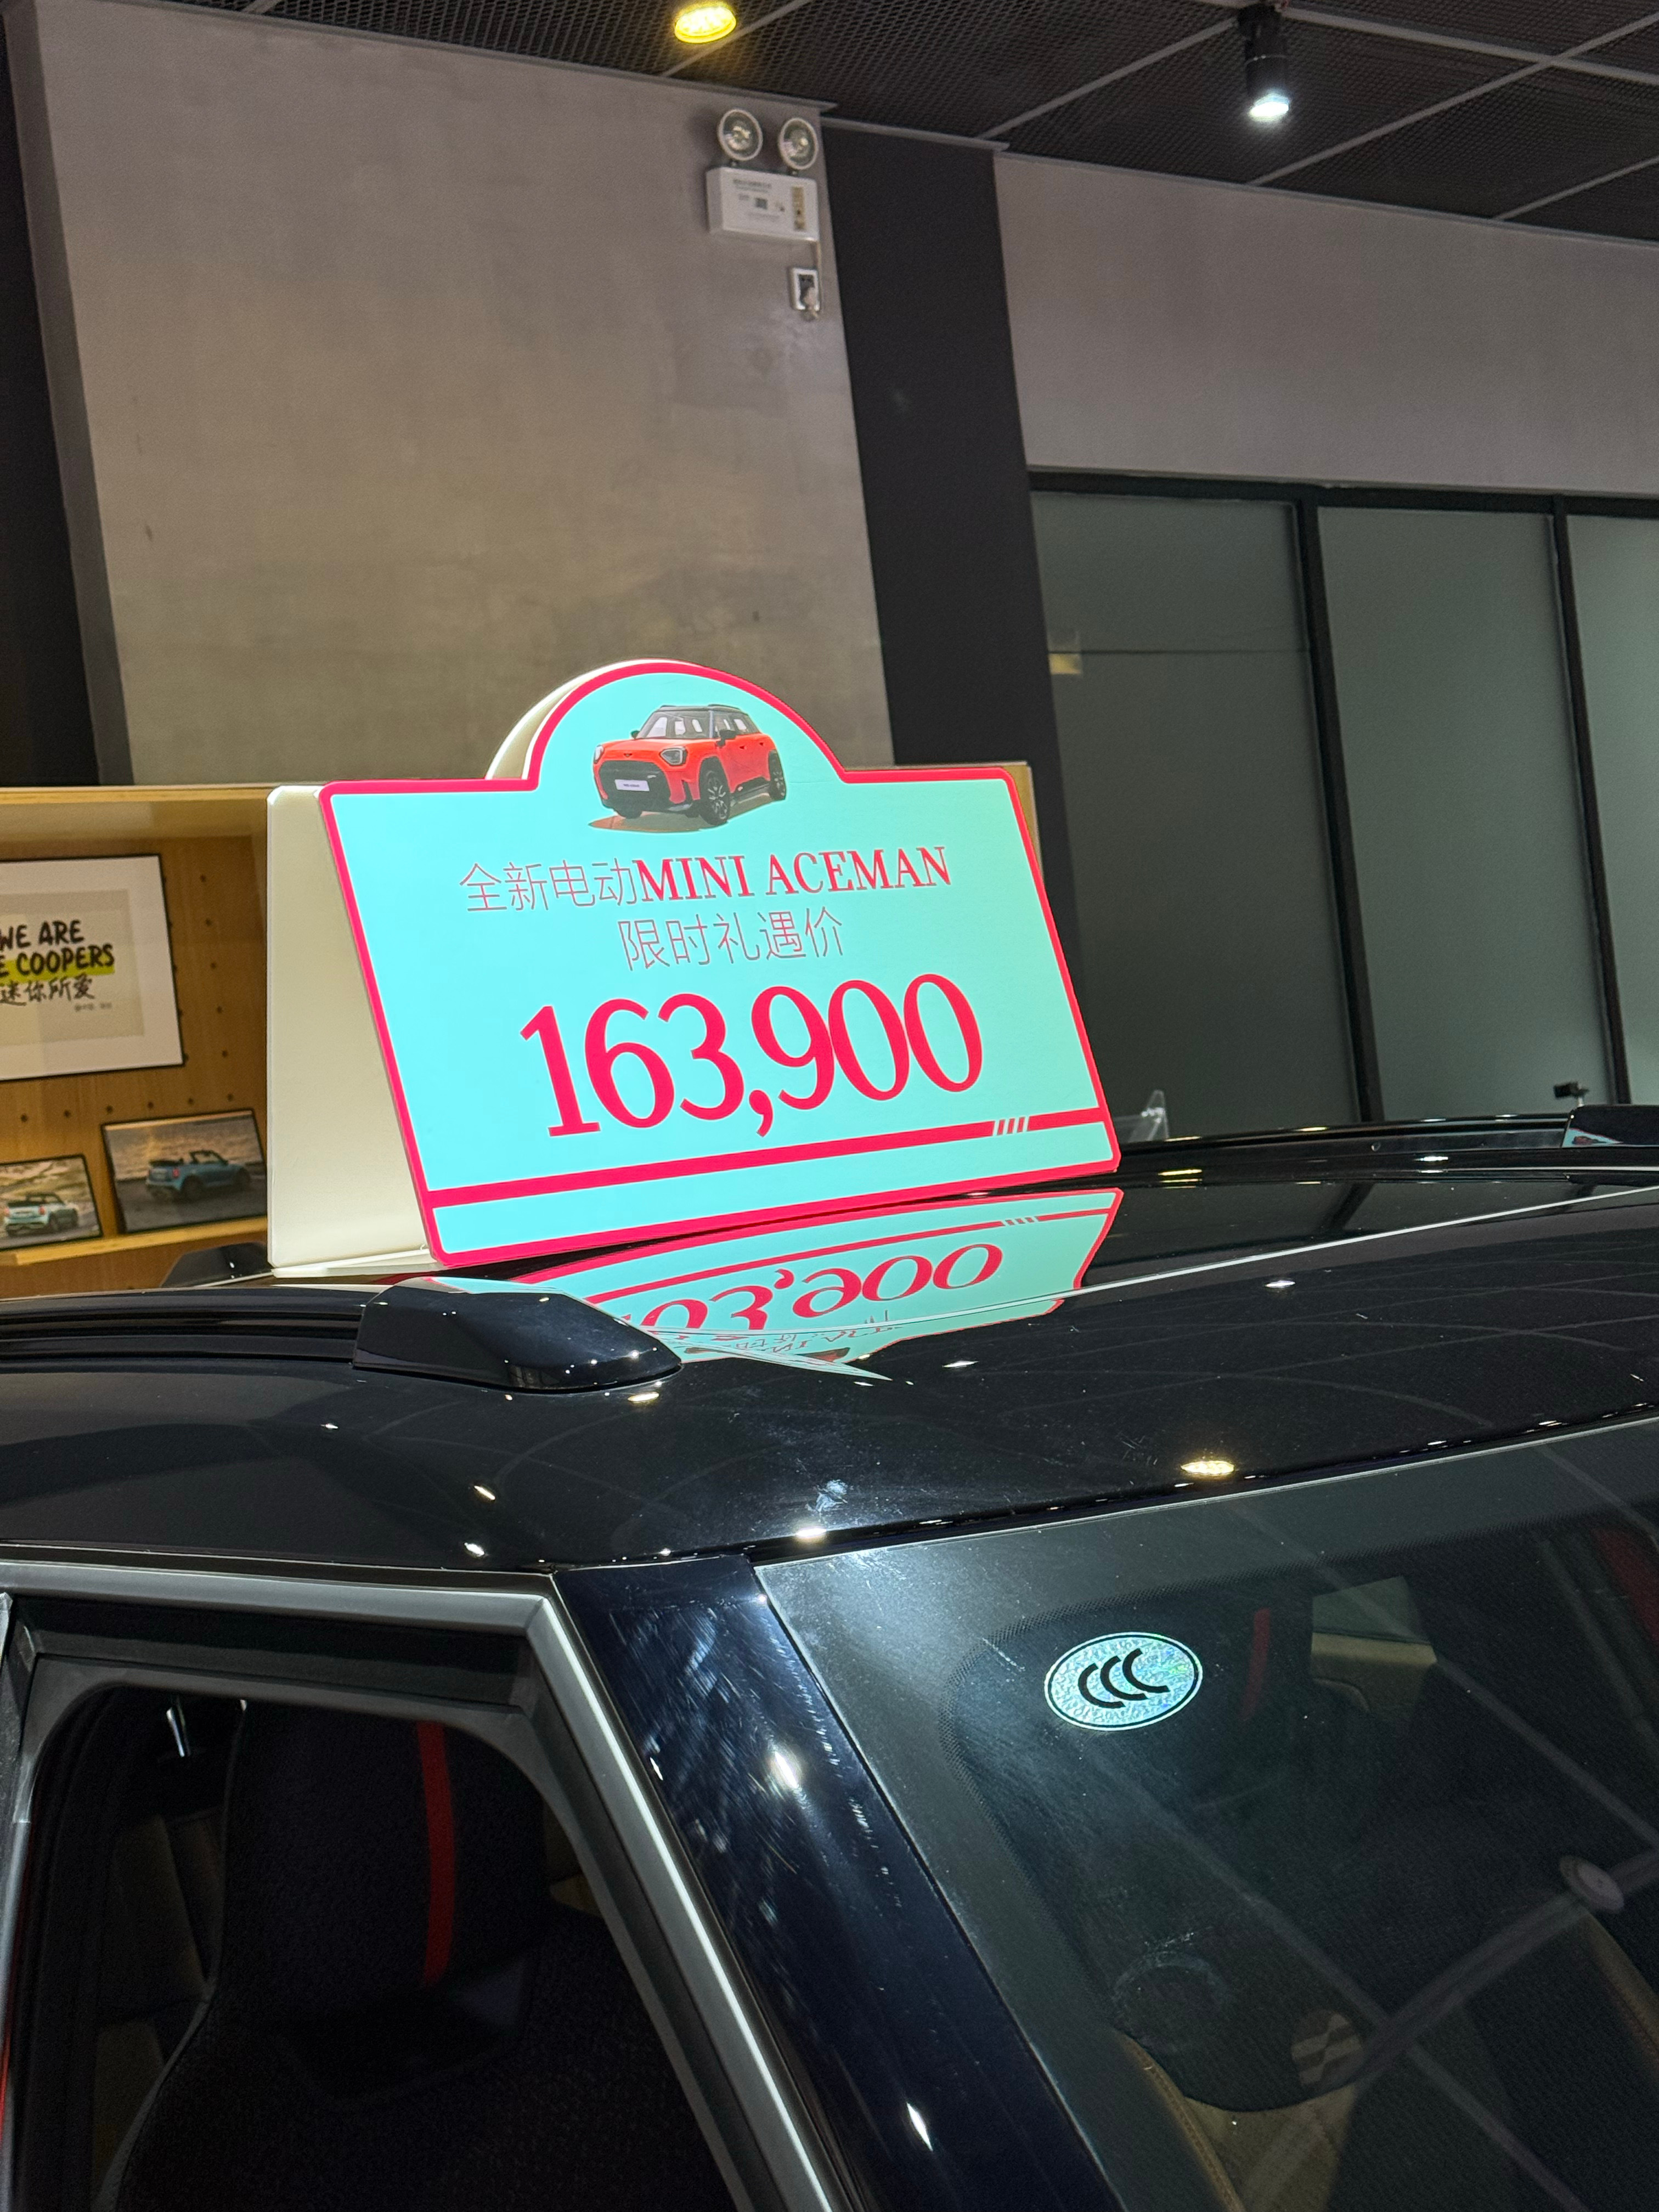 全新电动MINI ACEMAN
限时礼遇价
163,900
WE ARE
COOPERS
迷你所爱
CCC